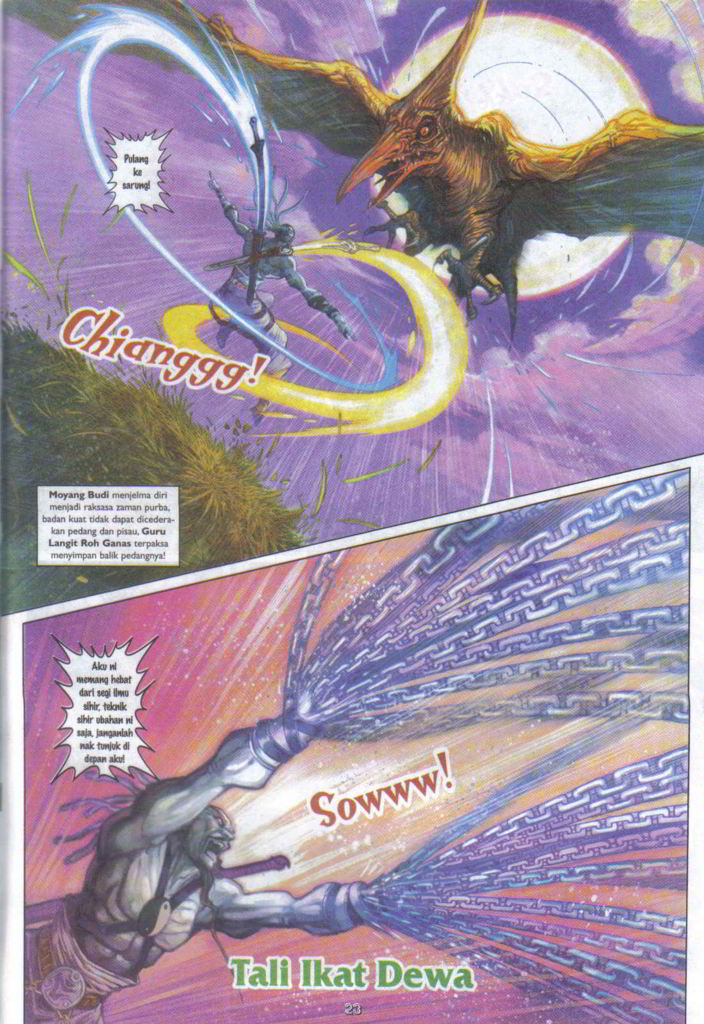 Pulang
ke
sarung!
Chianggg!
Moyang Budi menjelma diri
menjadi raksasa zaman purba,
badan kuat tidak dapat dicedera-
kan pedang dan pisau, Guru
Langit Roh Ganas terpaksa
menyimpan balik pedangnya!
Aku ni
memang hebat
dari segi ilmu
sihir, teknik
sihir ubahan ni
saja, janganlah
nak tunjuk di
depan aku!
Sowww!
Tali Ikat Dewa
23